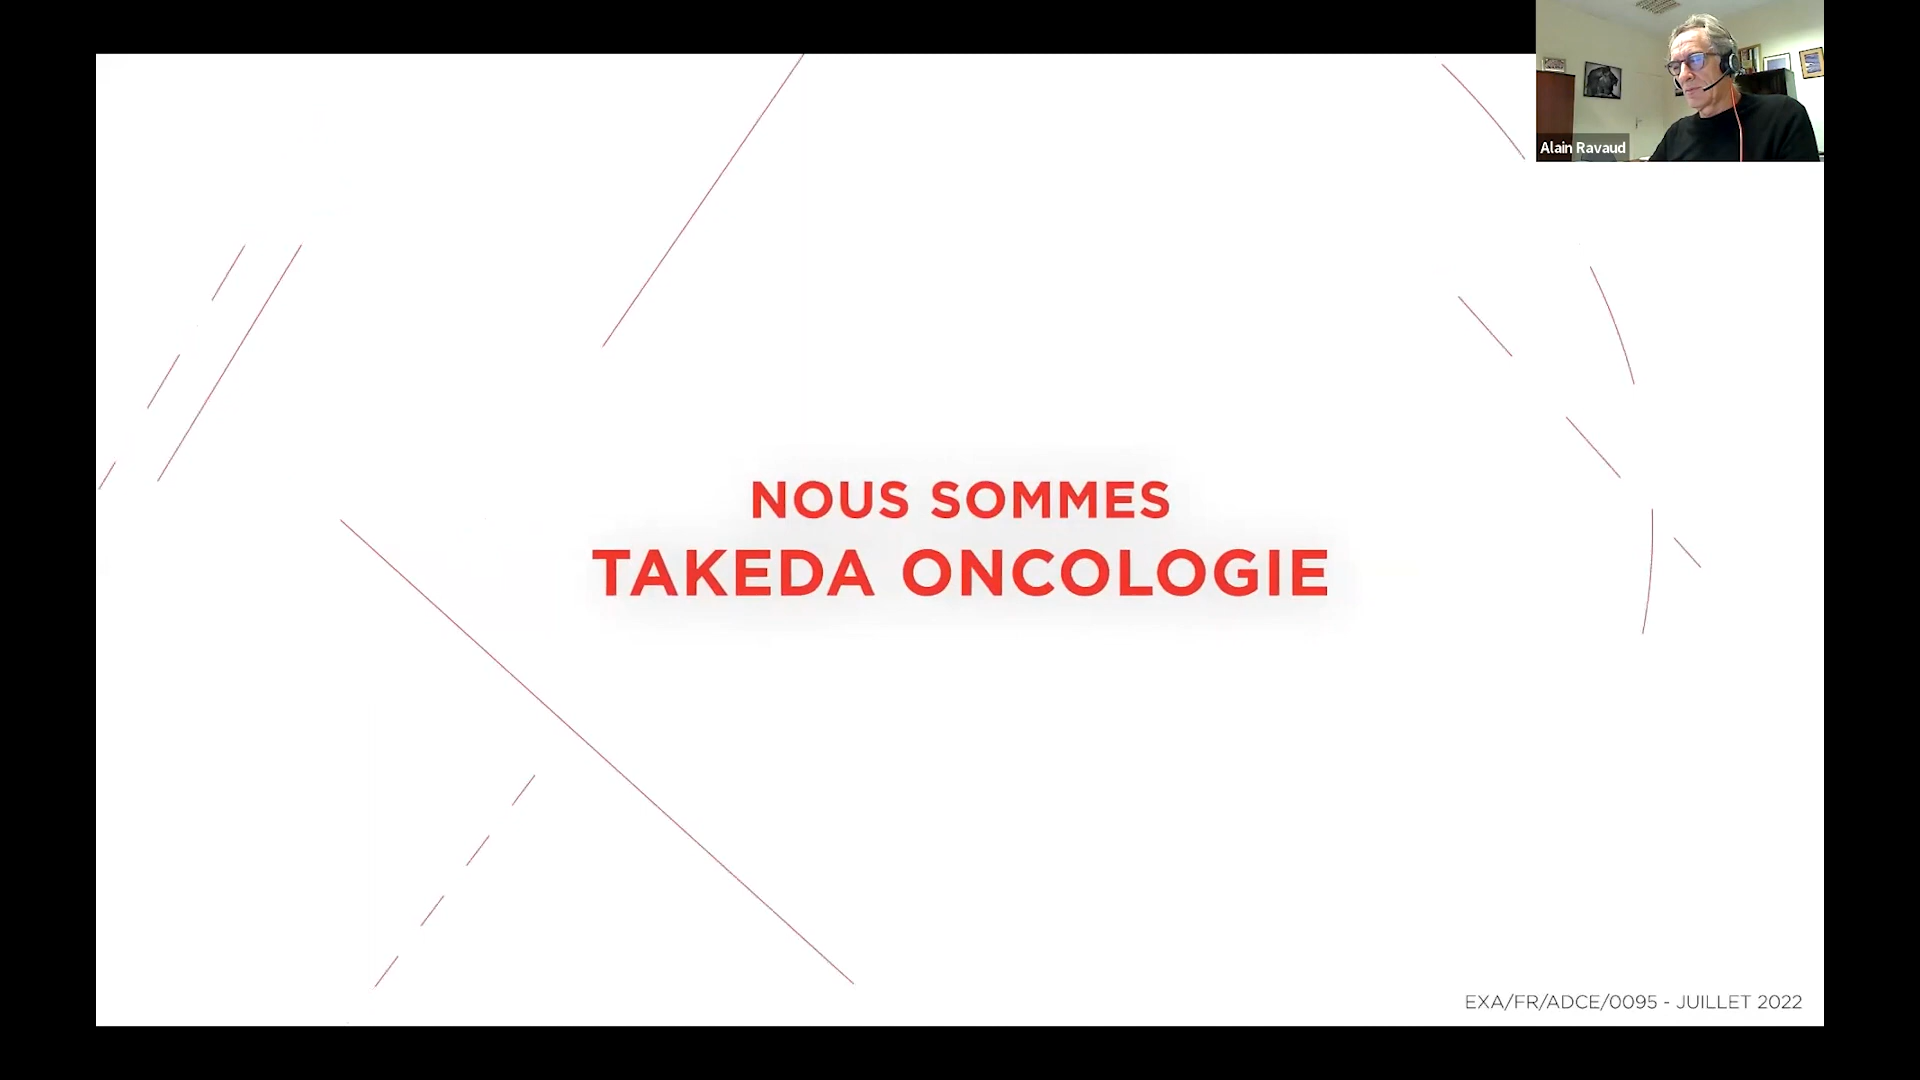 Alain Ravaud
NOUS SOMMES
TAKEDA ONCOLOGIE
EXA/FR/ADCE/0095 - JUILLET 2022